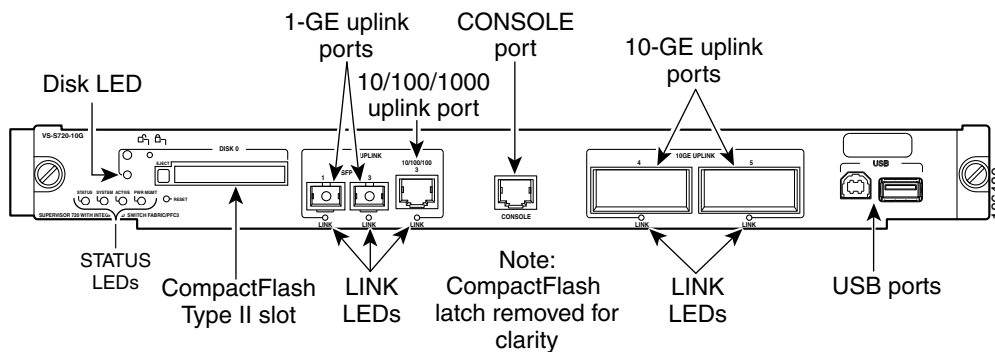 1-GE uplink
ports
CONSOLE
port
10-GE uplink
ports
Disk LED
10/100/1000
uplink port
VS-S720-10G
DISK 0
EJECT
STATUS SYSTEM ACTIVE PWR MGMT
RESET
SUPERVISOR 720 WITH INTEG SWITCH FABRIC/PFC3
UPLINK
SFP
10/100/100
1
3
3
LINK
LINK
LINK
CONSOLE
10GE UPLINK
4
5
LINK
LINK
USB
STATUS
LEDs
CompactFlash
Type II slot
LINK
LEDs
Note:
CompactFlash
latch removed for
clarity
LINK
LEDs
USB ports